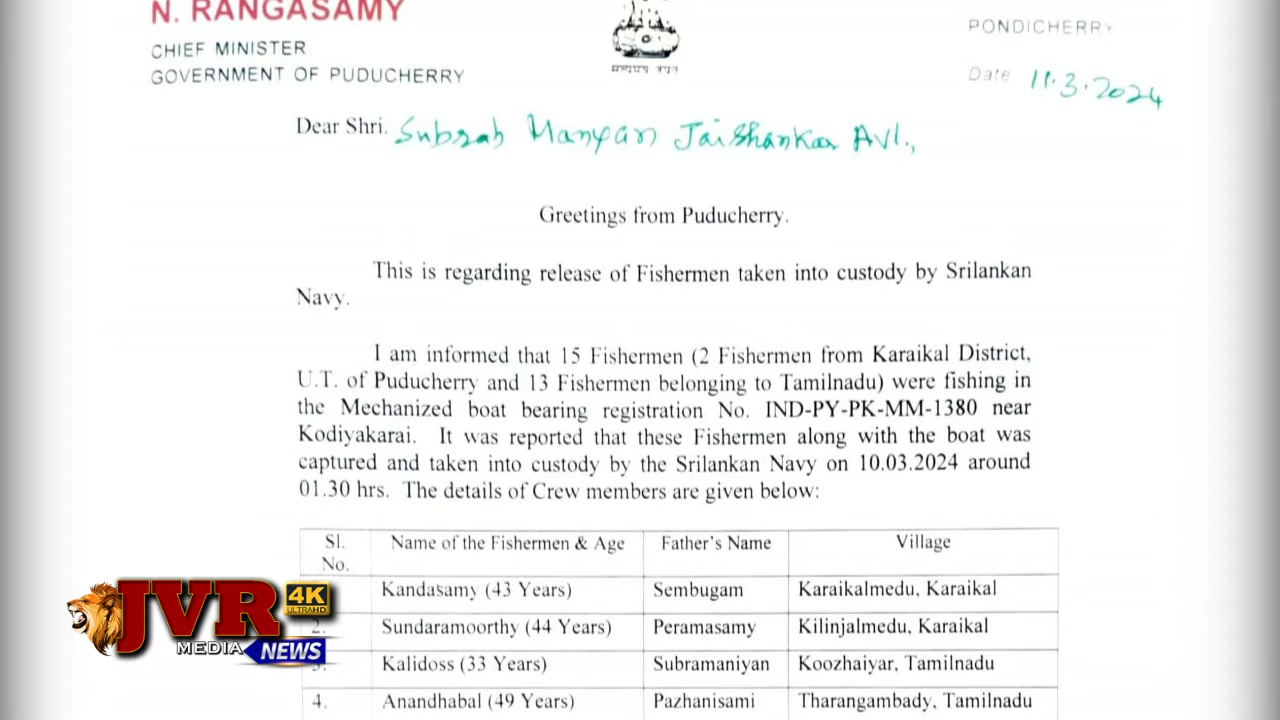 N. RANGASAMY
CHIEF MINISTER
GOVERNMENT OF PUDUCHERRY
PONDICHERRY
Date 11.3.2024
Dear Shri. Subrah Manyan Jaishankar Avl.,
Greetings from Puducherry.
This is regarding release of Fishermen taken into custody by Srilankan
Navy.
I am informed that 15 Fishermen (2 Fishermen from Karaikal District,
U.T. of Puducherry and 13 Fishermen belonging to Tamilnadu) were fishing in
the Mechanized boat bearing registration No. IND-PY-PK-MM-1380 near
Kodiyakarai. It was reported that these Fishermen along with the boat was
captured and taken into custody by the Srilankan Navy on 10.03.2024 around
01.30 hrs. The details of Crew members are given below:
Sl. No. Name of the Fishermen & Age Father's Name Village
Kandasamy (43 Years) Sembugam Karaikalmedu, Karaikal
2. Sundaramoorthy (44 Years) Peramasamy Kilinjalmedu, Karaikal
3. Kalidoss (33 Years) Subramaniyan Koozhaiyar, Tamilnadu
4. Anandhabal (49 Years) Pazhanisami Tharangambady, Tamilnadu
JVR
4K
ULTRA HD
MEDIA NEWS